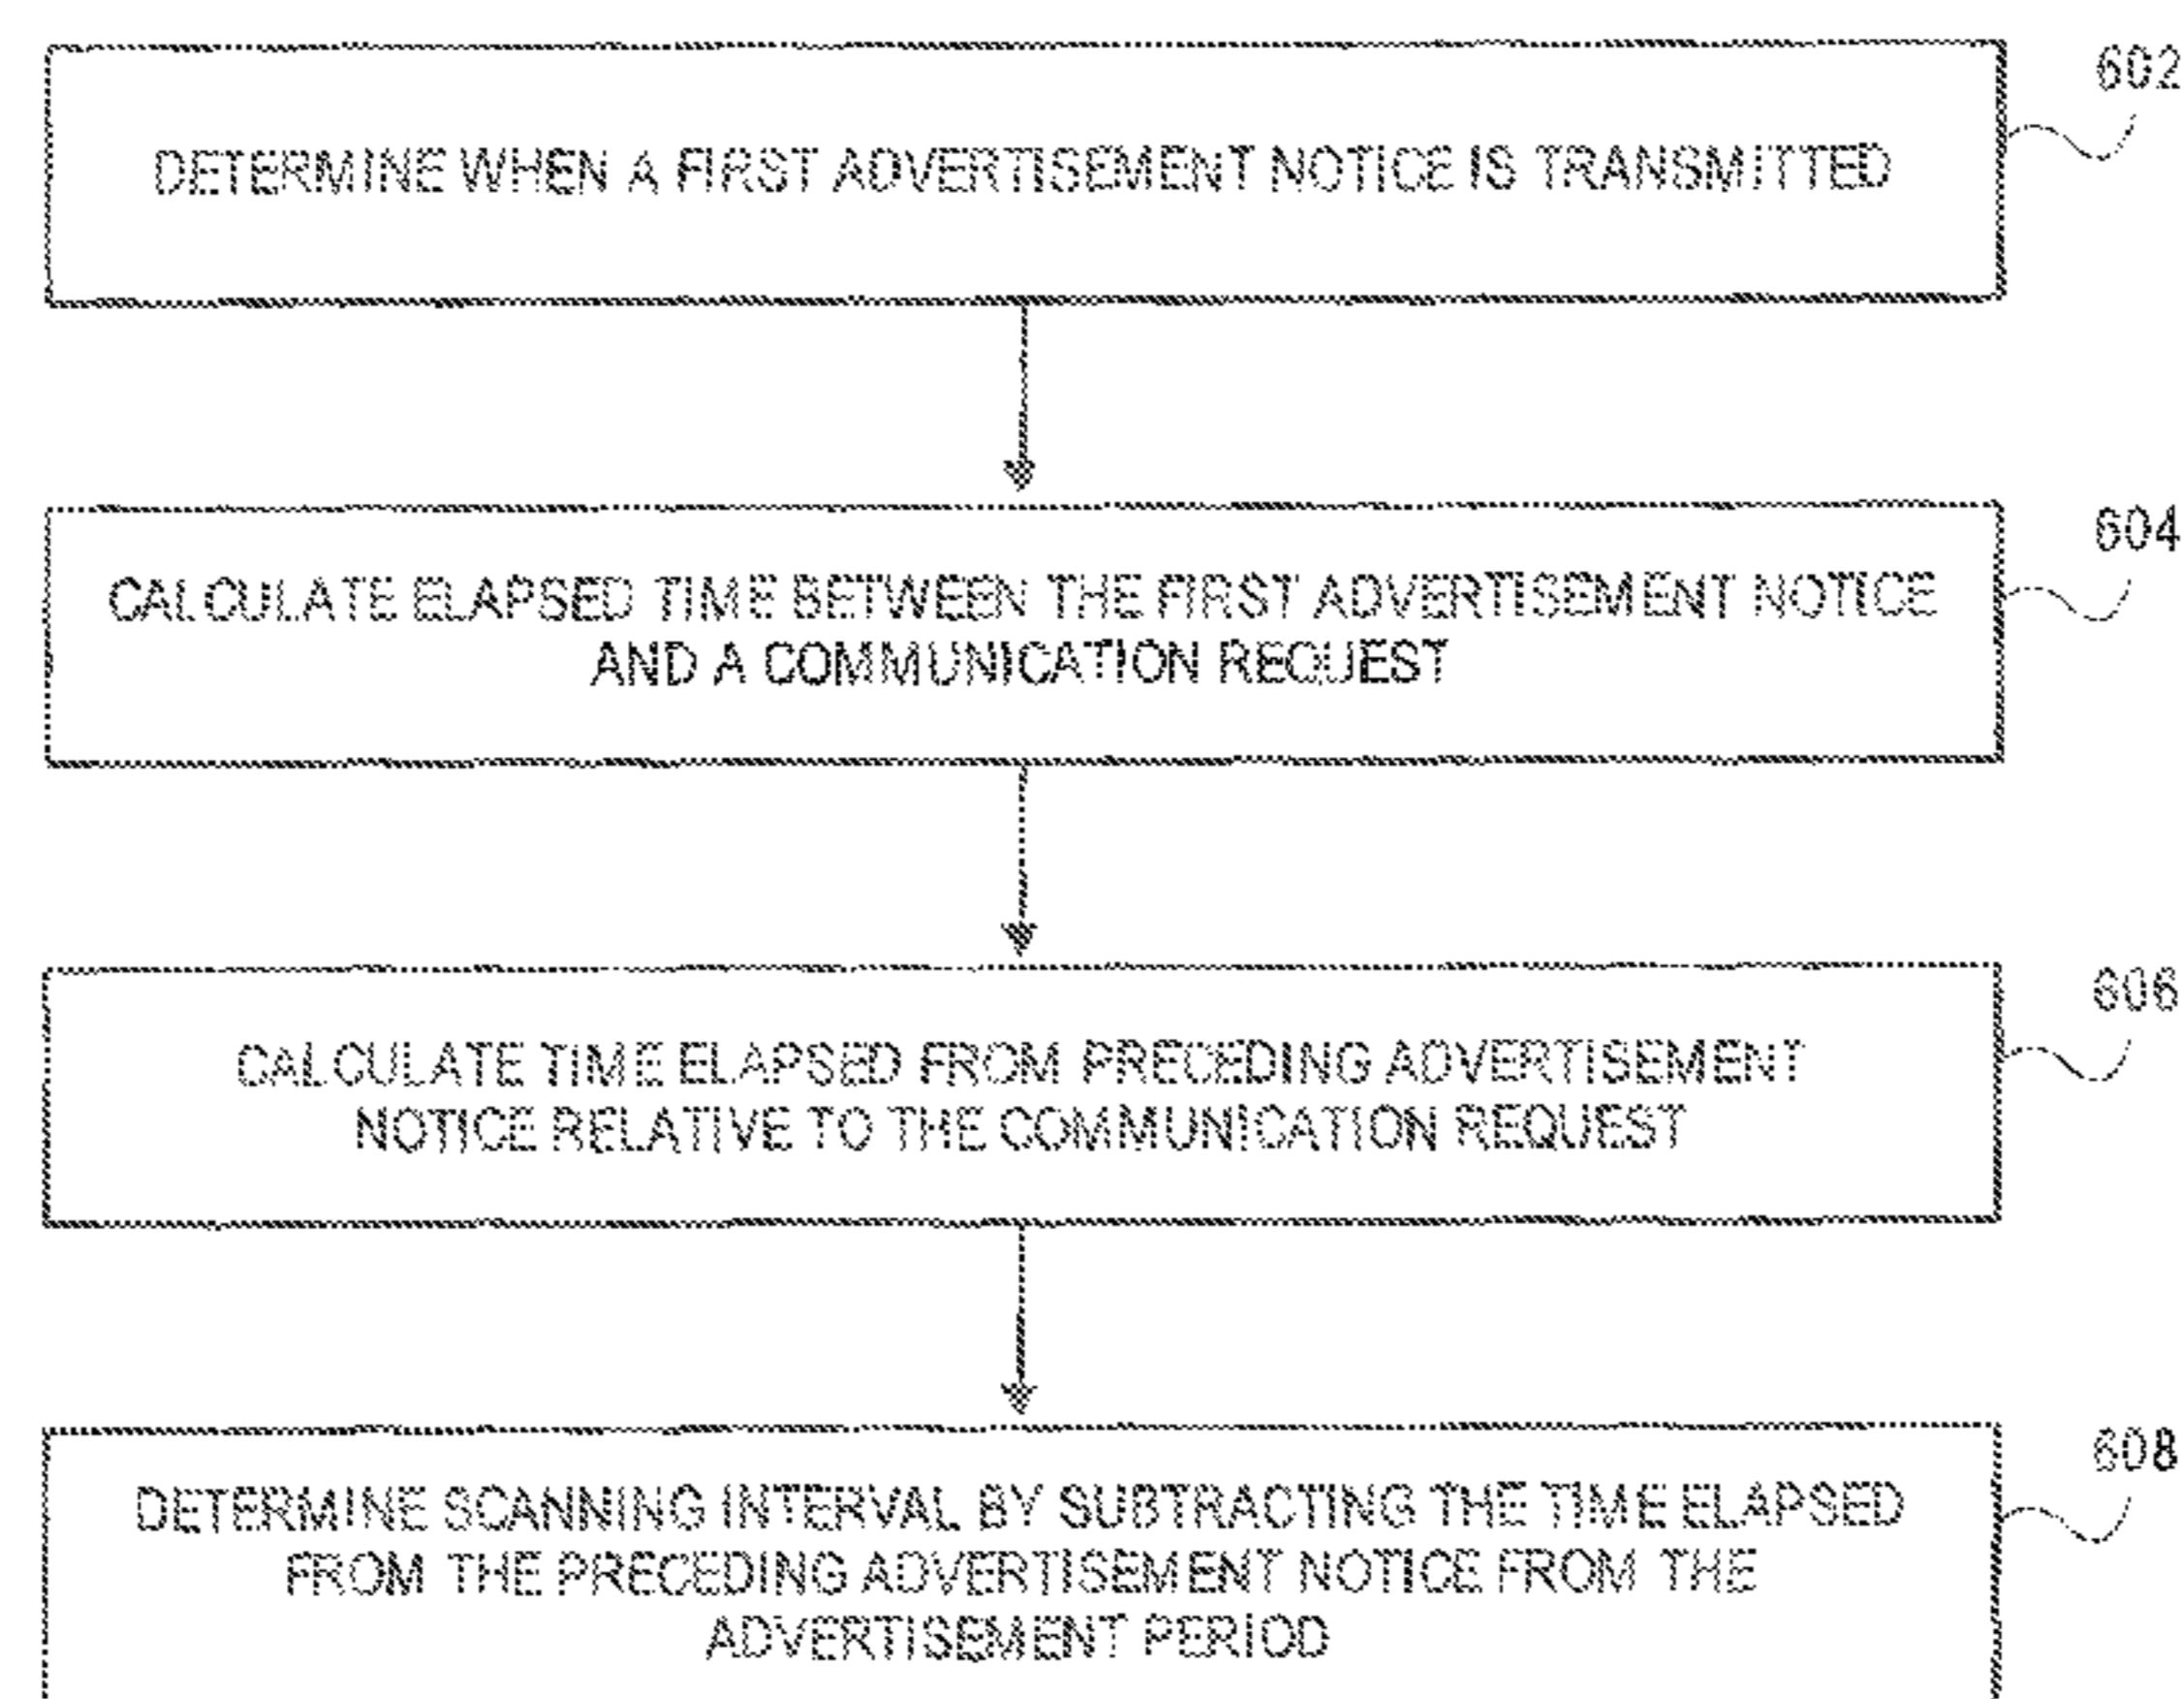 602
DETERMINE WHEN A FIRST ADVERTISEMENT NOTICE IS TRANSMITTED
604
CALCULATE ELAPSED TIME BETWEEN THE FIRST ADVERTISEMENT NOTICE
AND A COMMUNICATION REQUEST
606
CALCULATE TIME ELAPSED FROM PRECEDING ADVERTISEMENT
NOTICE RELATIVE TO THE COMMUNICATION REQUEST
608
DETERMINE SCANNING INTERVAL BY SUBTRACTING THE TIME ELAPSED
FROM THE PRECEDING ADVERTISEMENT NOTICE FROM THE
ADVERTISEMENT PERIOD